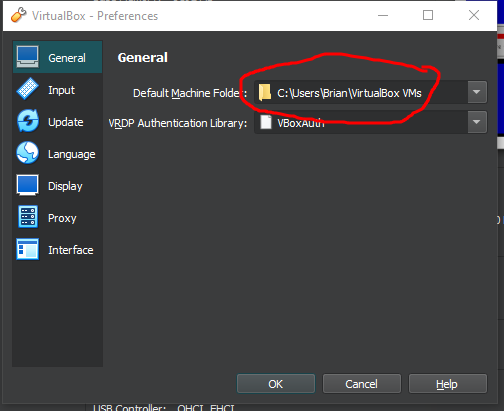 VirtualBox - Preferences
General
General
Default Machine Folder: C:\Users\Brian\VirtualBox VMs
Input
Update
VRDP Authentication Library: VBoxAuth
Language
Display
Proxy
Interface
OK Cancel Help
USB Controller: OHCI, EHCI